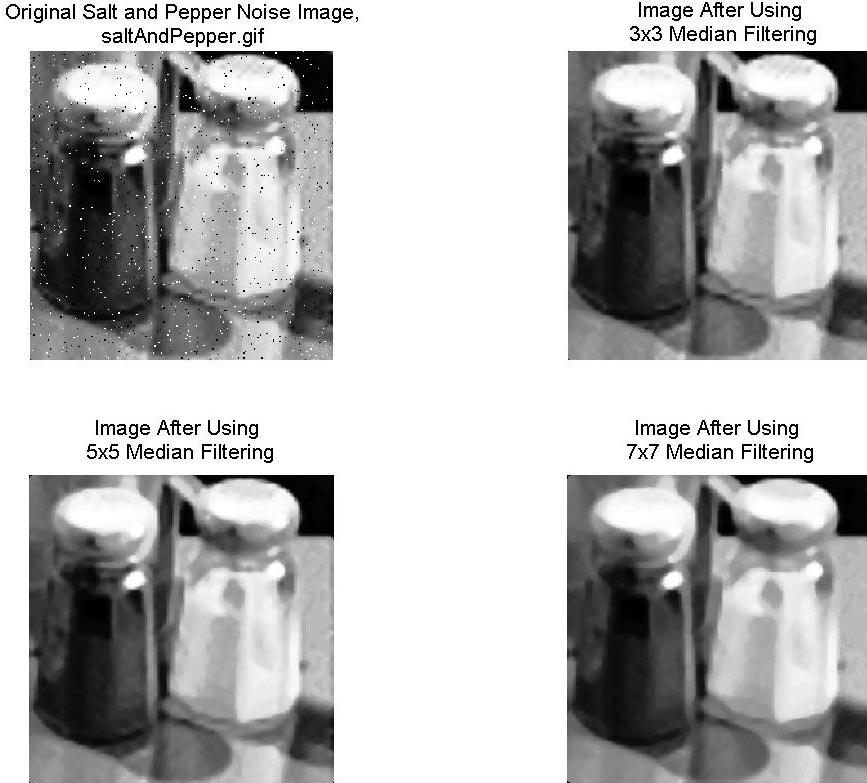 Original Salt and Pepper Noise Image,
saltAndPepper.gif
Image After Using
3x3 Median Filtering
Image After Using
5x5 Median Filtering
Image After Using
7x7 Median Filtering